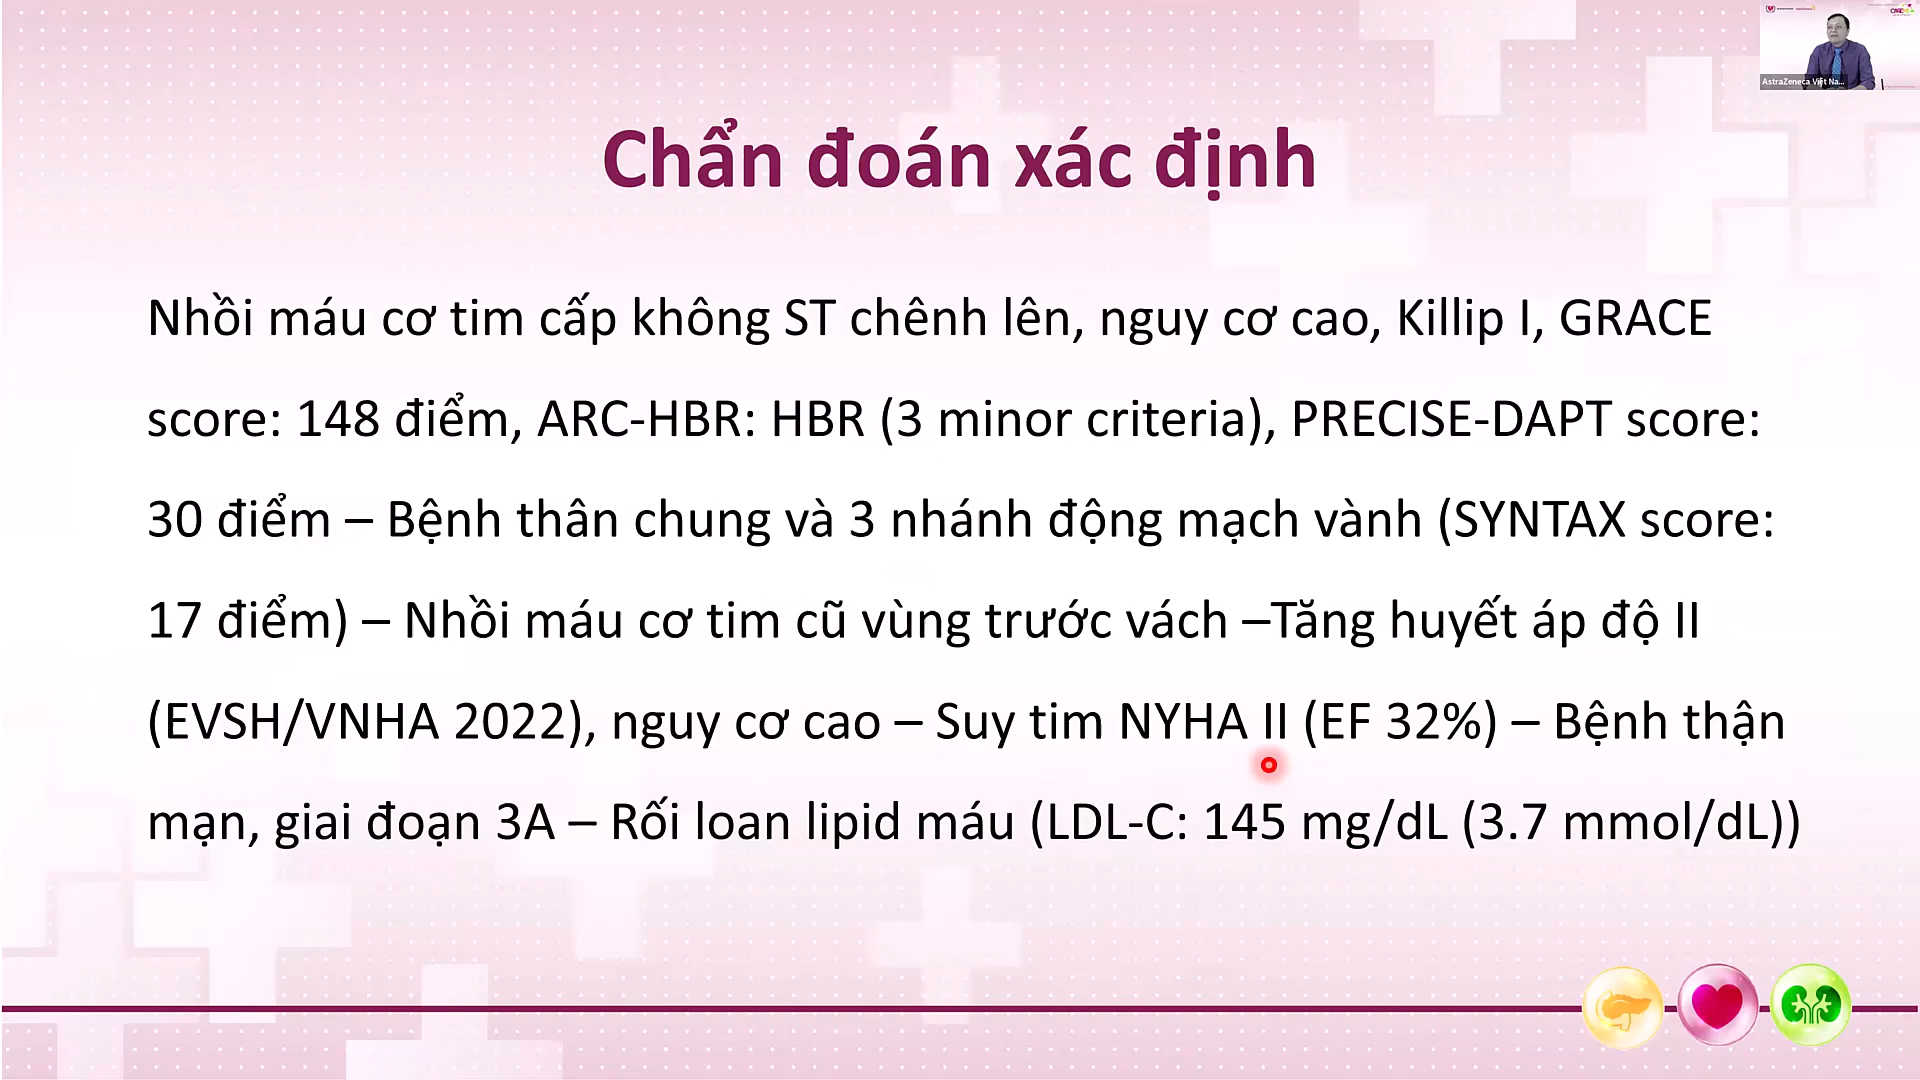 AstraZeneca Việt Na...
Chẩn đoán xác định
Nhồi máu cơ tim cấp không ST chênh lên, nguy cơ cao, Killip I, GRACE
score: 148 điểm, ARC-HBR: HBR (3 minor criteria), PRECISE-DAPT score:
30 điểm – Bệnh thân chung và 3 nhánh động mạch vành (SYNTAX score:
17 điểm) – Nhồi máu cơ tim cũ vùng trước vách –Tăng huyết áp độ II
(EVSH/VNHA 2022), nguy cơ cao – Suy tim NYHA II (EF 32%) – Bệnh thận
mạn, giai đoạn 3A – Rối loan lipid máu (LDL-C: 145 mg/dL (3.7 mmol/dL))